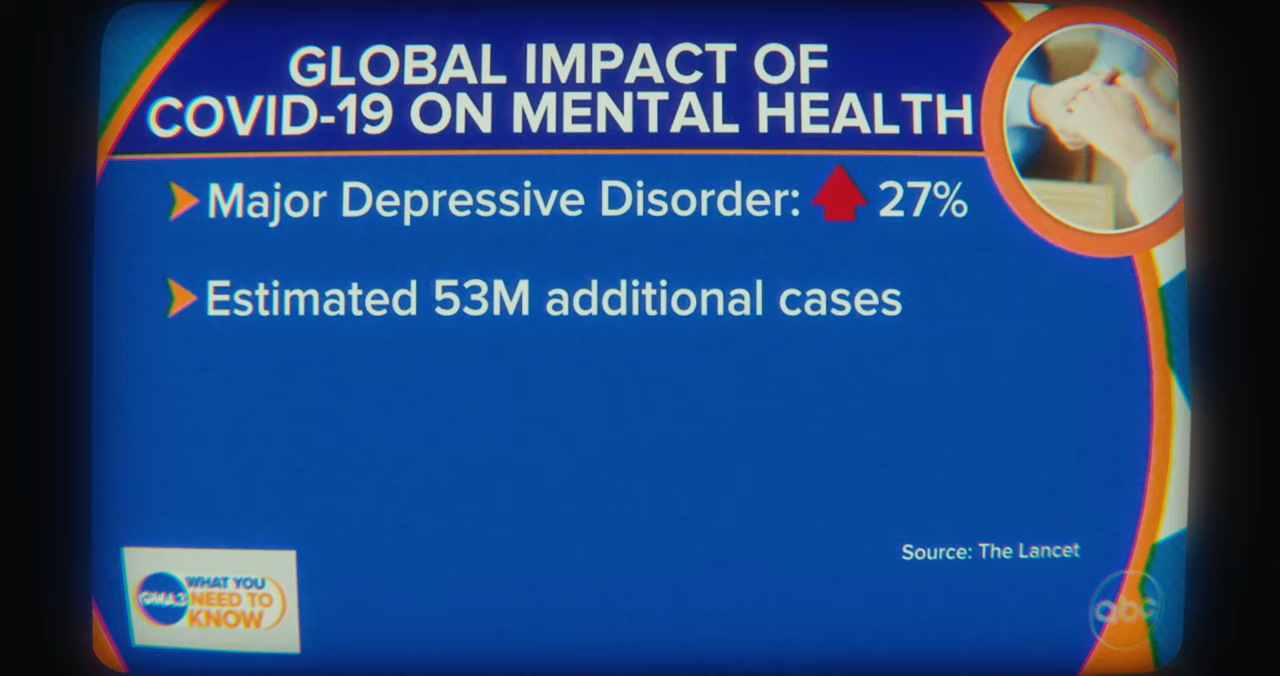 GLOBAL IMPACT OF
COVID-19 ON MENTAL HEALTH
Major Depressive Disorder: 27%
Estimated 53M additional cases
Source: The Lancet
WHAT YOU
GMA3 NEED TO
KNOW
abc